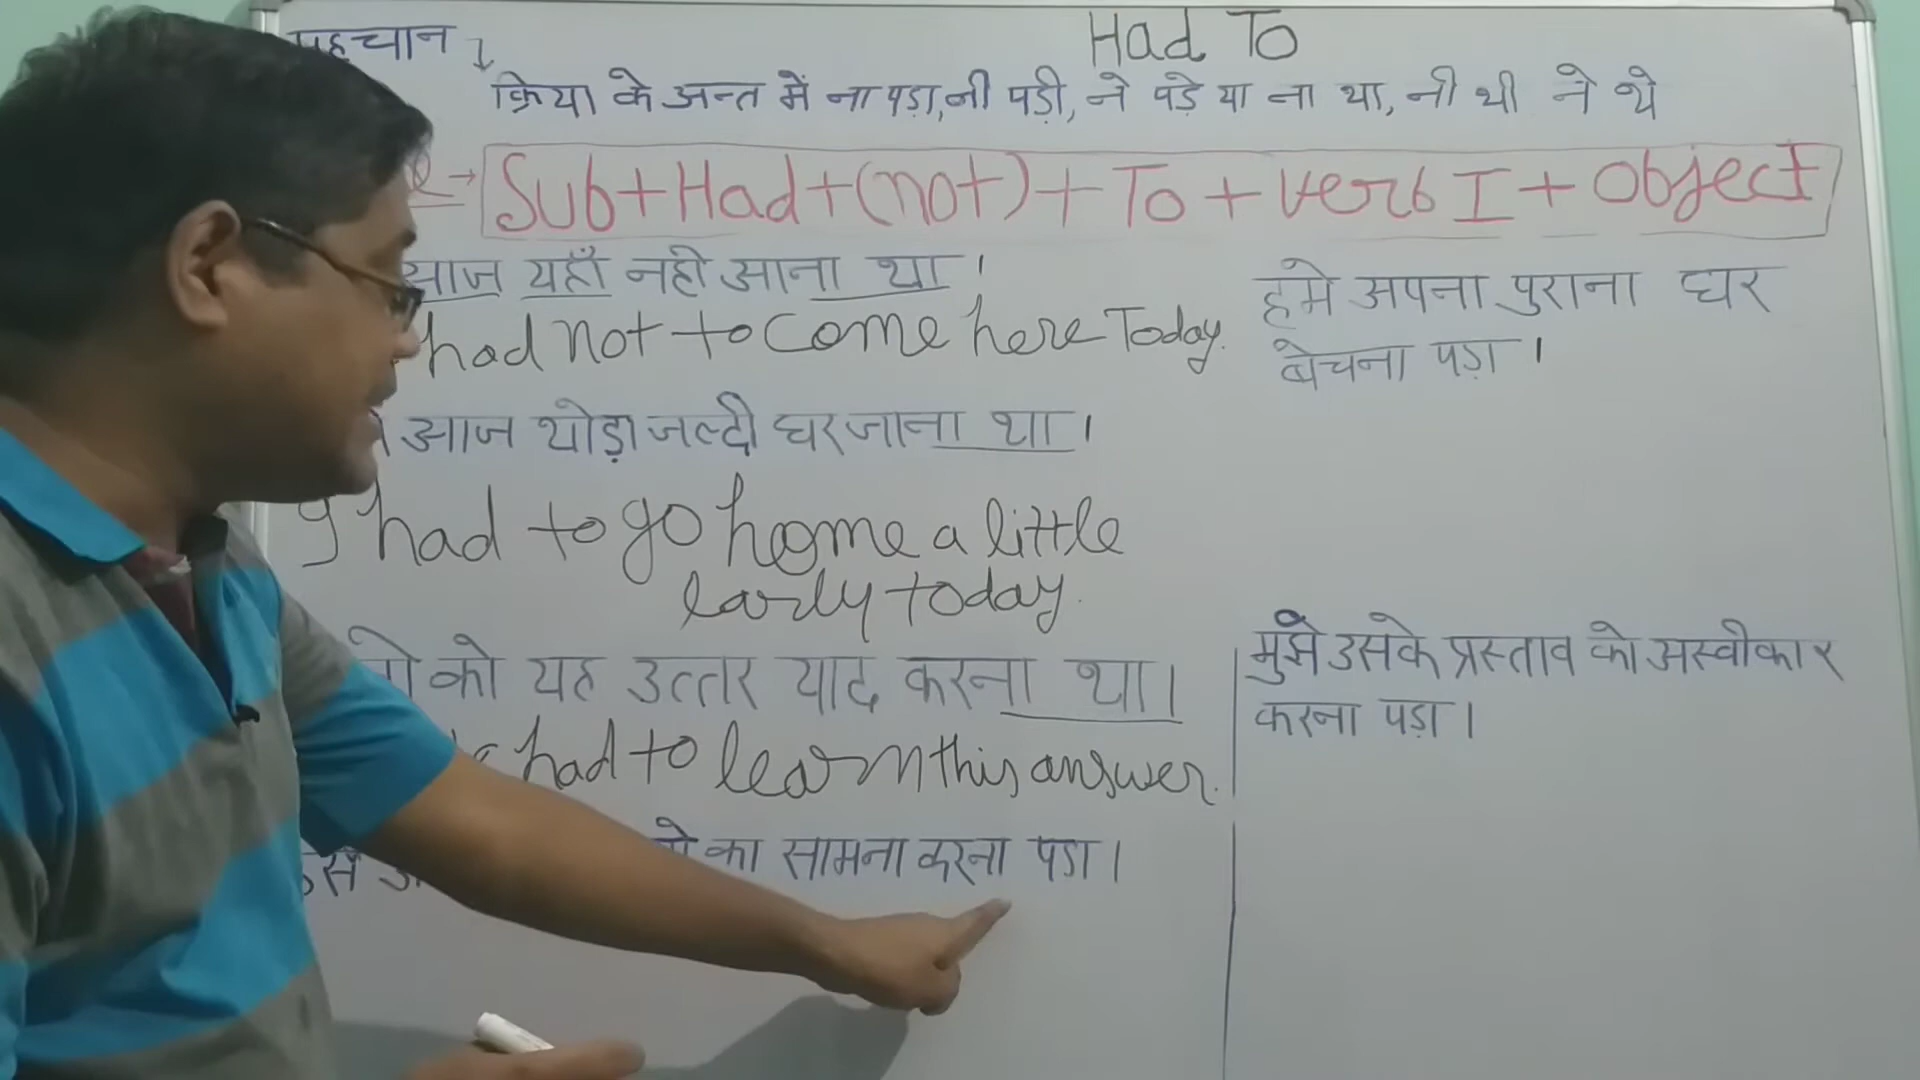 पहचान
Had To
क्रिया के अन्त में ना पड़ा, नी पड़ी, ने पड़े या ना था, नी थी ने थे
Sub + Had + (not) + To + verb I + object
आज यहाँ नही आना था।
had not to come here Today.
आज थोड़ा जल्दी घर जाना था।
I had to go home a little
early today.
को यह उत्तर याद करना था।
had to learn this answer.
का सामना करना पड़ा।
हमे अपना पुराना घर
बेचना पड़ा।
मुझे उसके प्रस्ताव को अस्वीकार
करना पड़ा।